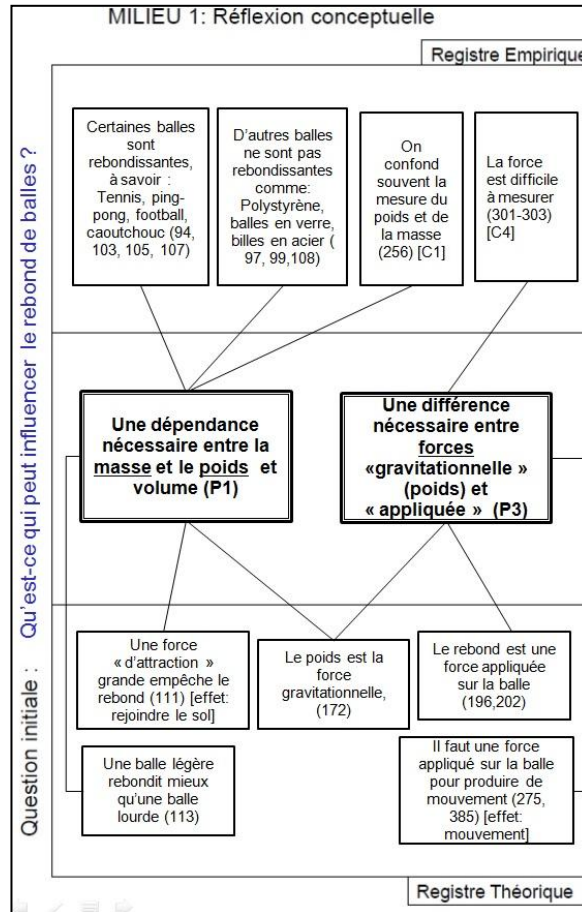 MILIEU 1: Réflexion conceptuelle
Registre Empirique
Question initiale : Qu'est-ce qui peut influencer le rebond de balles ?
Certaines balles
sont
rebondissantes,
à savoir :
Tennis, ping-
pong, football,
caoutchouc (94,
103, 105, 107)
D'autres balles
ne sont pas
rebondissantes
comme:
Polystyrène,
balles en verre,
billes en acier (
97, 99,108)
On
confond
souvent la
mesure du
poids et de
la masse
(256) [C1]
La force
est difficile
à mesurer
(301-303)
[C4]
Une dépendance
nécessaire entre la
masse et le poids et
volume (P1)
Une différence
nécessaire entre
forces
«gravitationnelle »
(poids) et
« appliquée » (P3)
Une force
« d'attraction »
grande empêche le
rebond (111) [effet:
rejoindre le sol]
Le poids est la
force
gravitationnelle,
(172)
Le rebond est une
force appliquée
sur la balle
(196,202)
Une balle légère
rebondit mieux
qu'une balle
lourde (113)
Il faut une force
appliqué sur la balle
pour produire de
mouvement (275,
385) [effet:
mouvement]
Registre Théorique